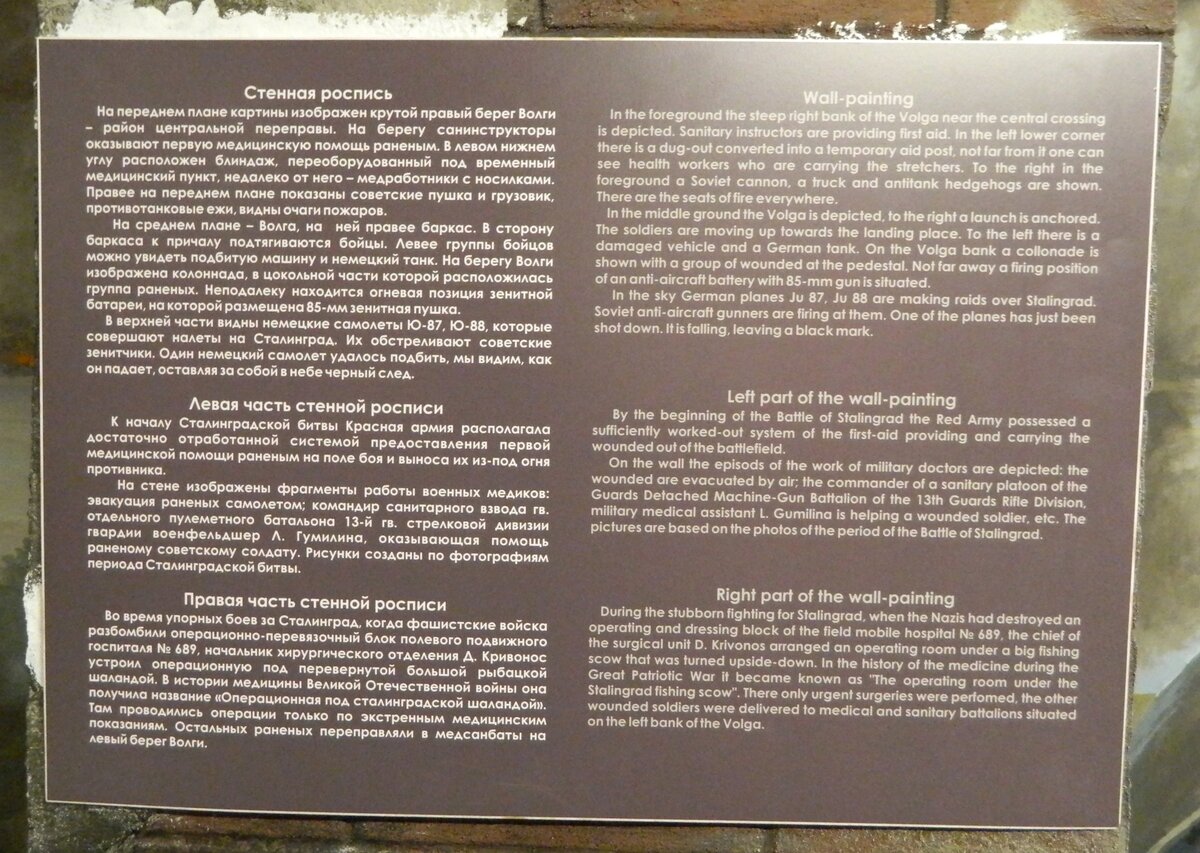 Стенная роспись
На переднем плане картины изображен крутой правый берег Волги
– район центральной переправы. На берегу санинструкторы
оказывают первую медицинскую помощь раненым. В левом нижнем
углу расположен блиндаж, переоборудованный под временный
медицинский пункт, недалеко от него – медработники с носилками.
Правее на переднем плане показаны советские пушка и грузовик,
противотанковые ежи, видны очаги пожаров.
На среднем плане – Волга, на ней правее баркас. В сторону
баркаса к причалу подтягиваются бойцы. Левее группы бойцов
можно увидеть подбитую машину и немецкий танк. На берегу Волги
изображена колоннада, в цокольной части которой расположилась
группа раненых. Неподалеку находится огневая позиция зенитной
батареи, на которой размещена 85-мм зенитная пушка.
В верхней части видны немецкие самолеты Ю-87, Ю-88, которые
совершают налеты на Сталинград. Их обстреливают советские
зенитчики. Один немецкий самолет удалось подбить, мы видим, как
он падает, оставляя за собой в небе черный след.
Левая часть стенной росписи
К началу Сталинградской битвы Красная армия располагала
достаточно отработанной системой предоставления первой
медицинской помощи раненым на поле боя и выноса их из-под огня
противника.
На стене изображены фрагменты работы военных медиков:
эвакуация раненых самолетом; командир санитарного взвода гв.
отдельного пулеметного батальона 13-й гв. стрелковой дивизии
гвардии военфельдшер Л. Гумилина, оказывающая помощь
раненому советскому солдату. Рисунки созданы по фотографиям
периода Сталинградской битвы.
Правая часть стенной росписи
Во время упорных боев за Сталинград, когда фашистские войска
разбомбили операционно-перевязочный блок полевого подвижного
госпиталя № 689, начальник хирургического отделения Д. Кривонос
устроил операционную под перевернутой большой рыбацкой
шаландой. В истории медицины Великой Отечественной войны она
получила название «Операционная под сталинградской шаландой».
Там проводились операции только по экстренным медицинским
показаниям. Остальных раненых переправляли в медсанбаты на
левый берег Волги.
Wall-painting
In the foreground the steep right bank of the Volga near the central crossing
is depicted. Sanitary instructors are providing first aid. In the left lower corner
there is a dug-out converted into a temporary aid post, not far from it one can
see health workers who are carrying the stretchers. To the right in the
foreground a Soviet cannon, a truck and antitank hedgehogs are shown.
There are the seats of fire everywhere.
In the middle ground the Volga is depicted, to the right a launch is anchored.
The soldiers are moving up towards the landing place. To the left there is a
damaged vehicle and a German tank. On the Volga bank a collonade is
shown with a group of wounded at the pedestal. Not far away a firing position
of an anti-aircraft battery with 85-mm gun is situated.
In the sky German planes Ju 87, Ju 88 are making raids over Stalingrad.
Soviet anti-aircraft gunners are firing at them. One of the planes has just been
shot down. It is falling, leaving a black mark.
Left part of the wall-painting
By the beginning of the Battle of Stalingrad the Red Army possessed a
sufficiently worked-out system of the first-aid providing and carrying the
wounded out of the battlefield.
On the wall the episods of the work of military doctors are depicted: the
wounded are evacuated by air; the commander of a sanitary platoon of the
Guards Detached Machine-Gun Battalion of the 13th Guards Rifle Division,
military medical assistant L. Gumilina is helping a wounded soldier, etc. The
pictures are based on the photos of the period of the Battle of Stalingrad.
Right part of the wall-painting
During the stubborn fighting for Stalingrad, when the Nazis had destroyed an
operating and dressing block of the field mobile hospital № 689, the chief of
the surgical unit D. Krivonos arranged an operating room under a big fishing
scow that was turned upside-down. In the history of the medicine during the
Great Patriotic War it became known as "The operating room under the
Stalingrad fishing scow". There only urgent surgeries were perfomed, the other
wounded soldiers were delivered to medical and sanitary battalions situated
on the left bank of the Volga.